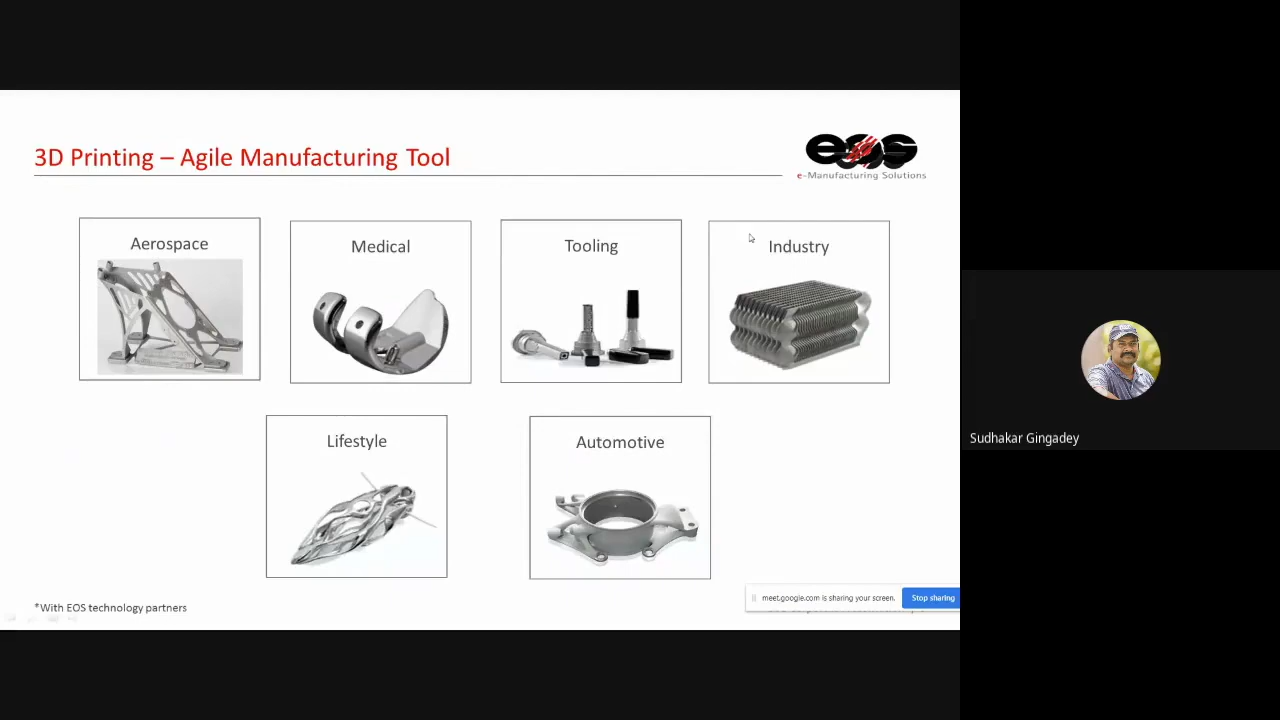 3D Printing – Agile Manufacturing Tool
eos
e-Manufacturing Solutions
Aerospace
Medical
Tooling
Industry
Lifestyle
Automotive
Sudhakar Gingadey
*With EOS technology partners
meet.google.com is sharing your screen.
Stop sharing